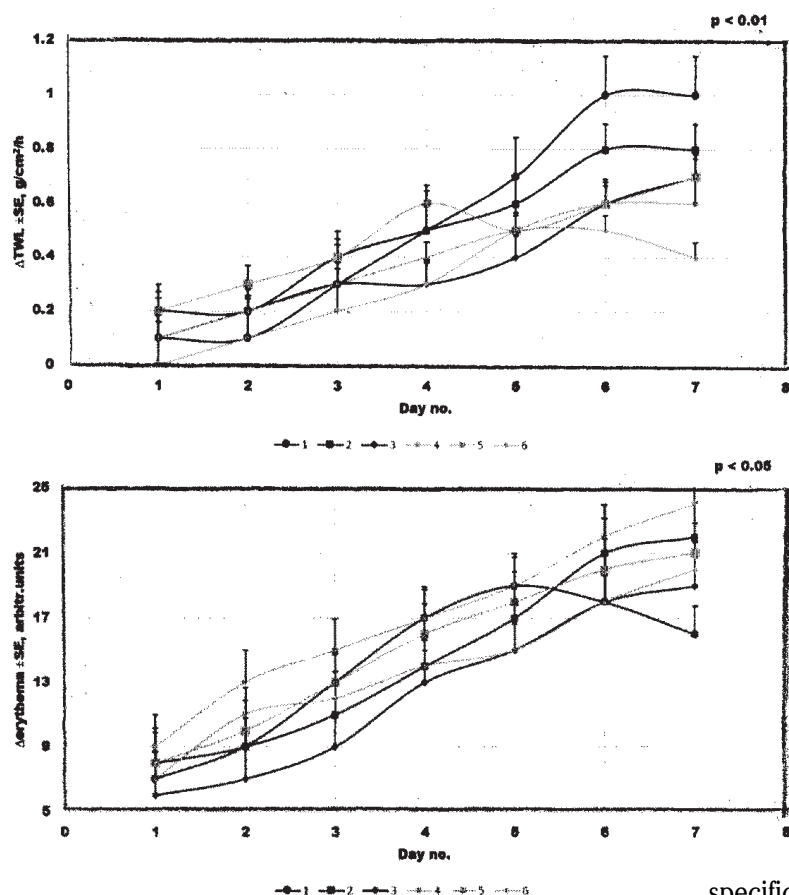 p < 0.01
1.2
1
0.8
0.6
0.4
0.2
0
ΔTWL ±SE, g/cm²/h
0 1 2 3 4 5 6 7 8
Day no.
1 2 3 4 5 6
p < 0.05
25
21
17
13
9
5
Δerythema ±SE, arbitr.units
0 1 2 3 4 5 6 7 8
Day no.
1 2 3 4 5 6
specific